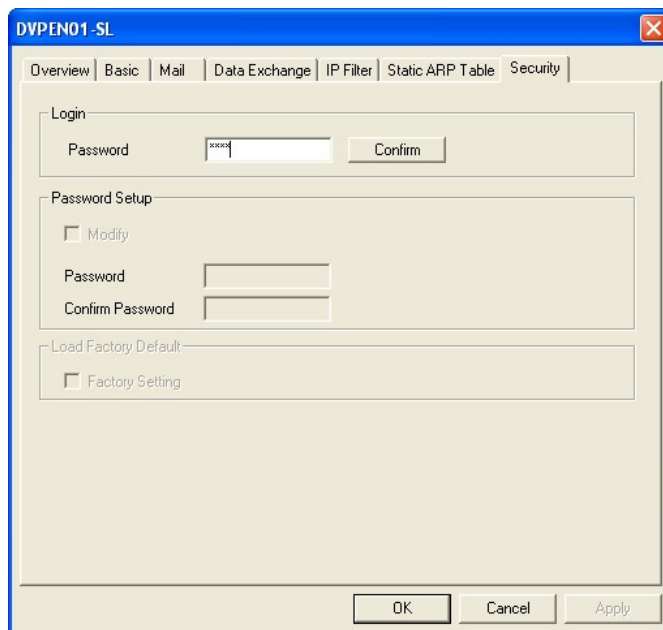 DVPEN01-SL
Overview Basic Mail Data Exchange IP Filter Static ARP Table Security
Login
Password **** Confirm
Password Setup
Modify
Password
Confirm Password
Load Factory Default
Factory Setting
OK Cancel Apply